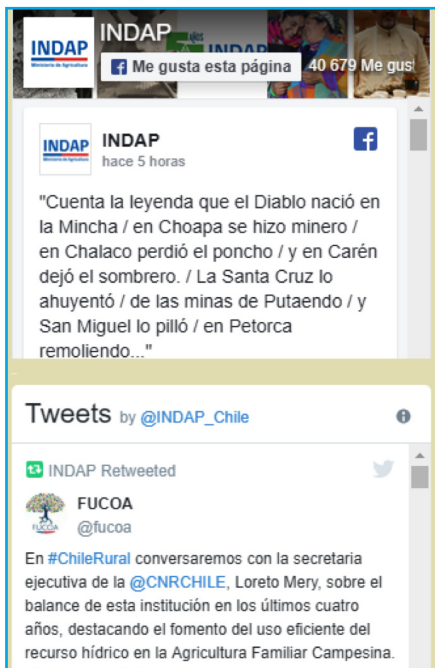 INDAP
Ministerio de Agricultura
INDAP
AÑOS
INDAP
Me gusta esta página
40 679 Me gust
INDAP
INDAP
hace 5 horas
"Cuenta la leyenda que el Diablo nació en
la Mincha / en Choapa se hizo minero /
en Chalaco perdió el poncho / y en Carén
dejó el sombrero. / La Santa Cruz lo
ahuyentó / de las minas de Putaendo / y
San Miguel lo pilló / en Petorca
remoliendo..."
Tweets by @INDAP_Chile
INDAP Retweeted
FUCOA
FUCOA
@fucoa
En #ChileRural conversaremos con la secretaria
ejecutiva de la @CNRCHILE, Loreto Mery, sobre el
balance de esta institución en los últimos cuatro
años, destacando el fomento del uso eficiente del
recurso hídrico en la Agricultura Familiar Campesina.